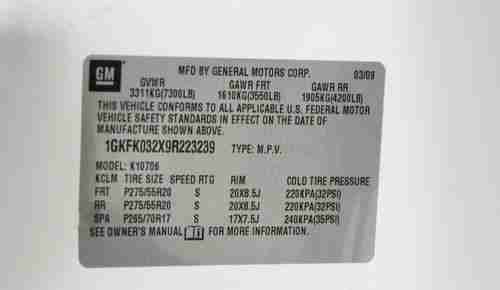 GM
MFD BY GENERAL MOTORS CORP. 03/09
GVWR GAWR FRT GAWR RR
3311KG(7300LB) 1610KG(3550LB) 1905KG(4200LB)
THIS VEHICLE CONFORMS TO ALL APPLICABLE U.S. FEDERAL MOTOR
VEHICLE SAFETY STANDARDS IN EFFECT ON THE DATE OF
MANUFACTURE SHOWN ABOVE.
1GKFK032X9R223239 TYPE: M.P.V.
MODEL: K10706
KCLM TIRE SIZE SPEED RTG RIM COLD TIRE PRESSURE
FRT P275/55R20 S 20X8.5J 220KPA(32PSI)
RR P275/55R20 S 20X8.5J 220KPA(32PSI)
SPA P265/70R17 S 17X7.5J 240KPA(35PSI)
SEE OWNER'S MANUAL FOR MORE INFORMATION.